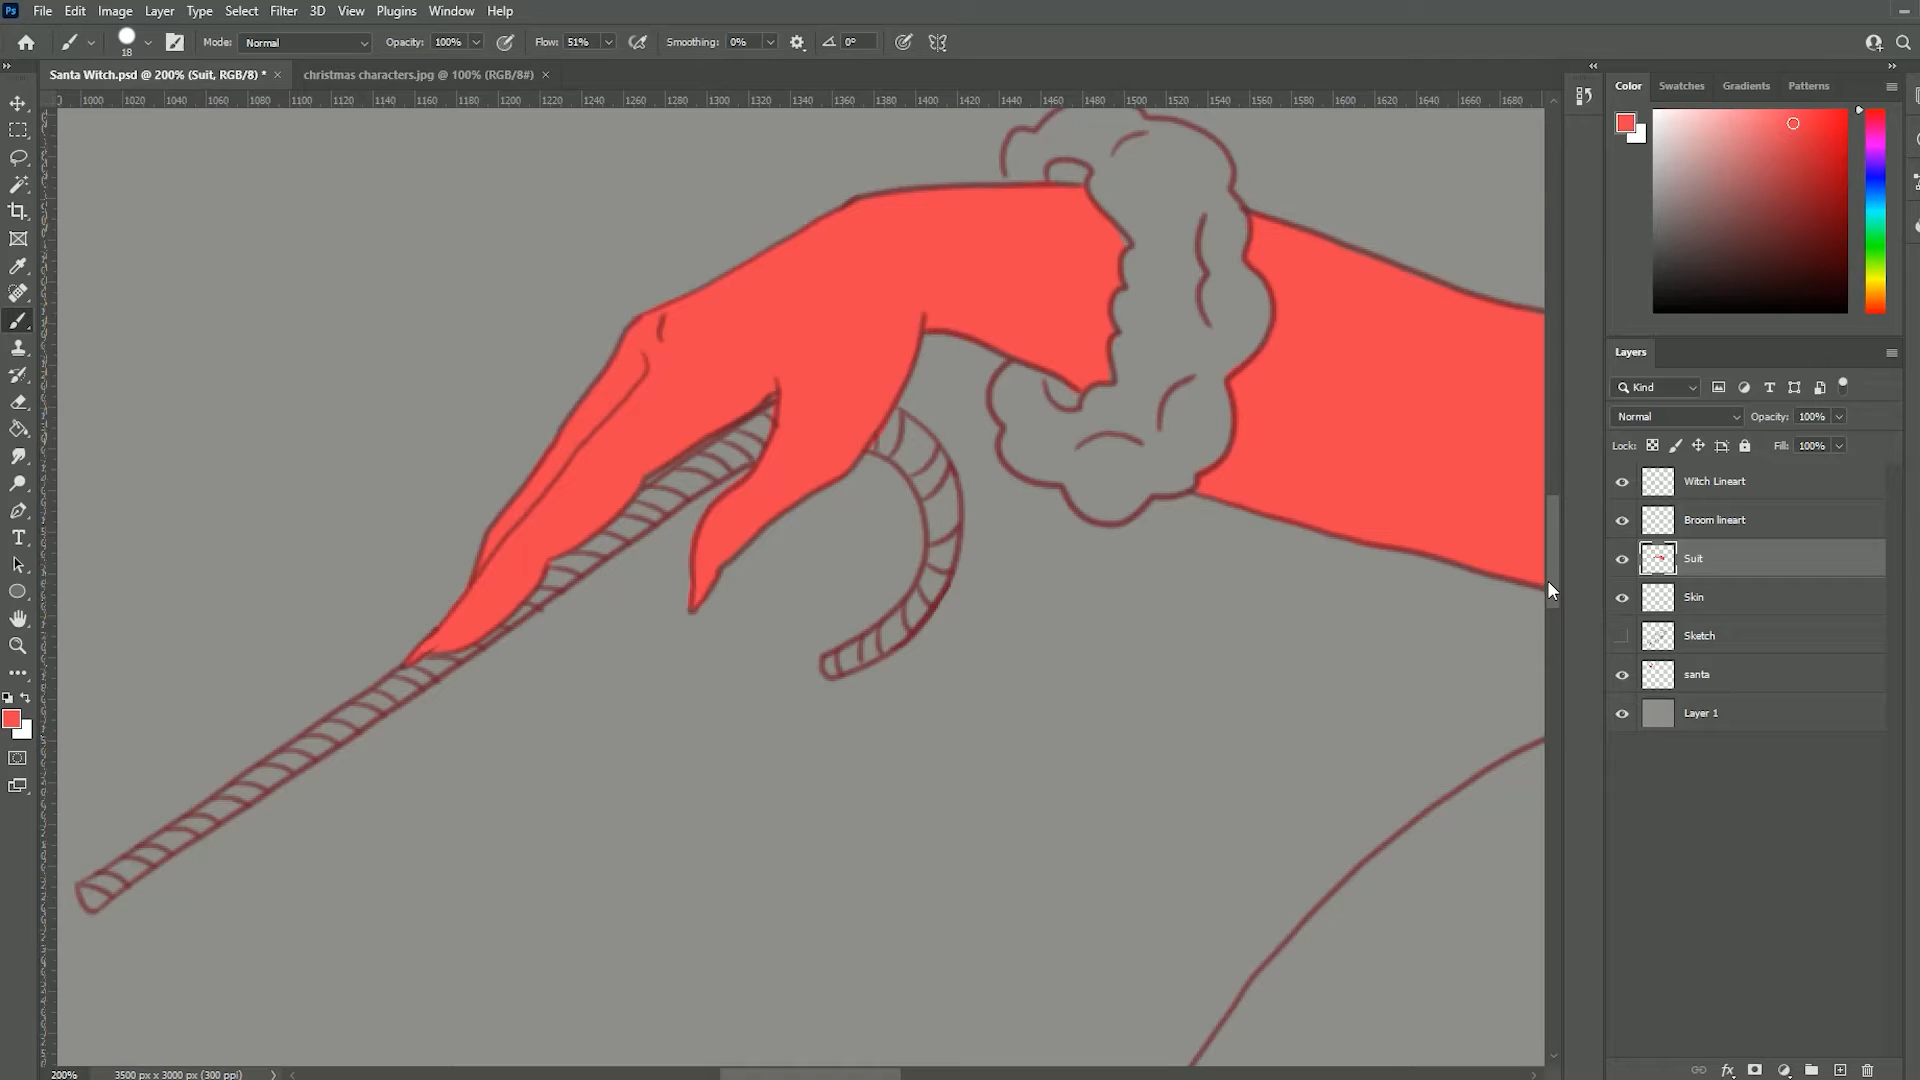 Ps File Edit Image Layer Type Select Filter 3D View Plugins Window Help
18 Mode: Normal Opacity: 100% Flow: 51% Smoothing: 0% 0°
Santa Witch.psd @ 200% (Suit, RGB/8) * × christmas characters.jpg @ 100% (RGB/8#) ×
1000 1020 1040 1060 1080 1100 1120 1140 1160 1180 1200 1220 1240 1260 1280 1300 1320 1340 1360 1380 1400 1420 1440 1460 1480 1500 1520 1540 1560 1580 1600 1620 1640 1660 1680
Color Swatches Gradients Patterns
Layers
Kind
Normal Opacity: 100%
Lock: Fill: 100%
Witch Lineart
Broom lineart
Suit
Skin
Sketch
santa
Layer 1
200% 3500 px x 3000 px (300 ppi)